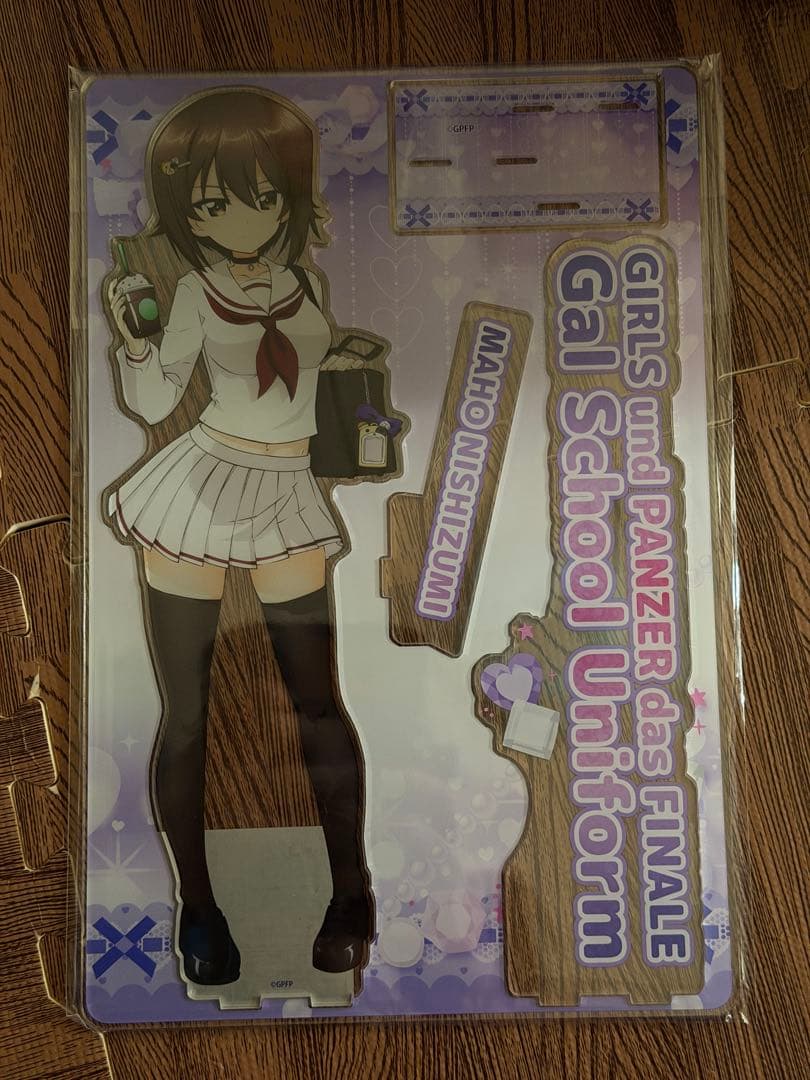 ©GPFP
GIRLS und PANZER das FINALE
Gal School Uniform
MAHO NISHIZUMI
©GPFP